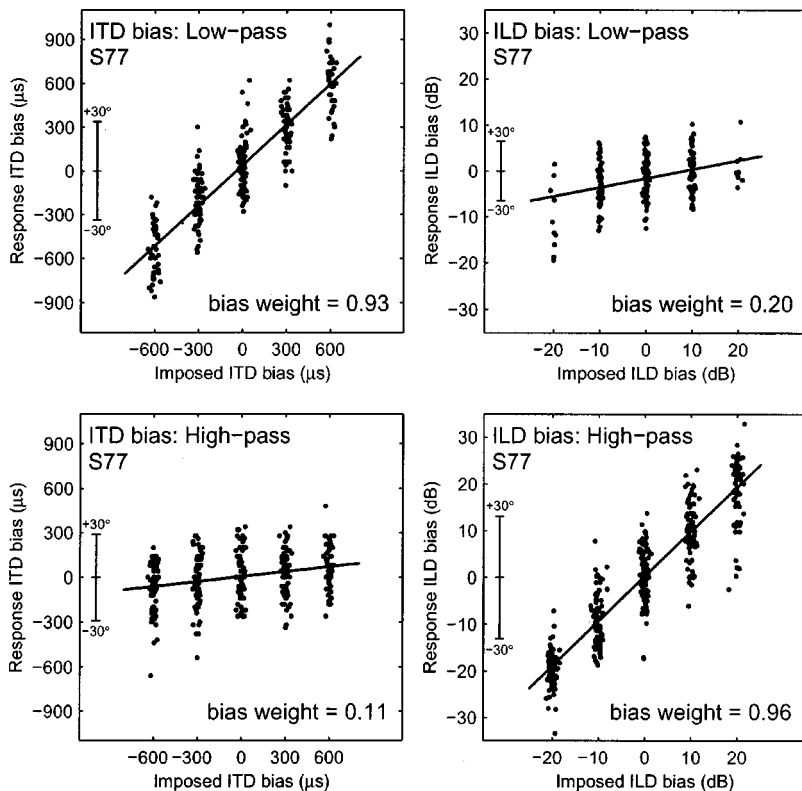 ITD bias: Low−pass
S77
Response ITD bias (μs)
900
600
300
0
−300
−600
−900
+30°
−30°
bias weight = 0.93
−600 −300 0 300 600
Imposed ITD bias (μs)
ILD bias: Low−pass
S77
Response ILD bias (dB)
30
20
10
0
−10
−20
−30
+30°
−30°
bias weight = 0.20
−20 −10 0 10 20
Imposed ILD bias (dB)
ITD bias: High−pass
S77
Response ITD bias (μs)
900
600
300
0
−300
−600
−900
+30°
−30°
bias weight = 0.11
−600 −300 0 300 600
Imposed ITD bias (μs)
ILD bias: High−pass
S77
Response ILD bias (dB)
30
20
10
0
−10
−20
−30
+30°
−30°
bias weight = 0.96
−20 −10 0 10 20
Imposed ILD bias (dB)